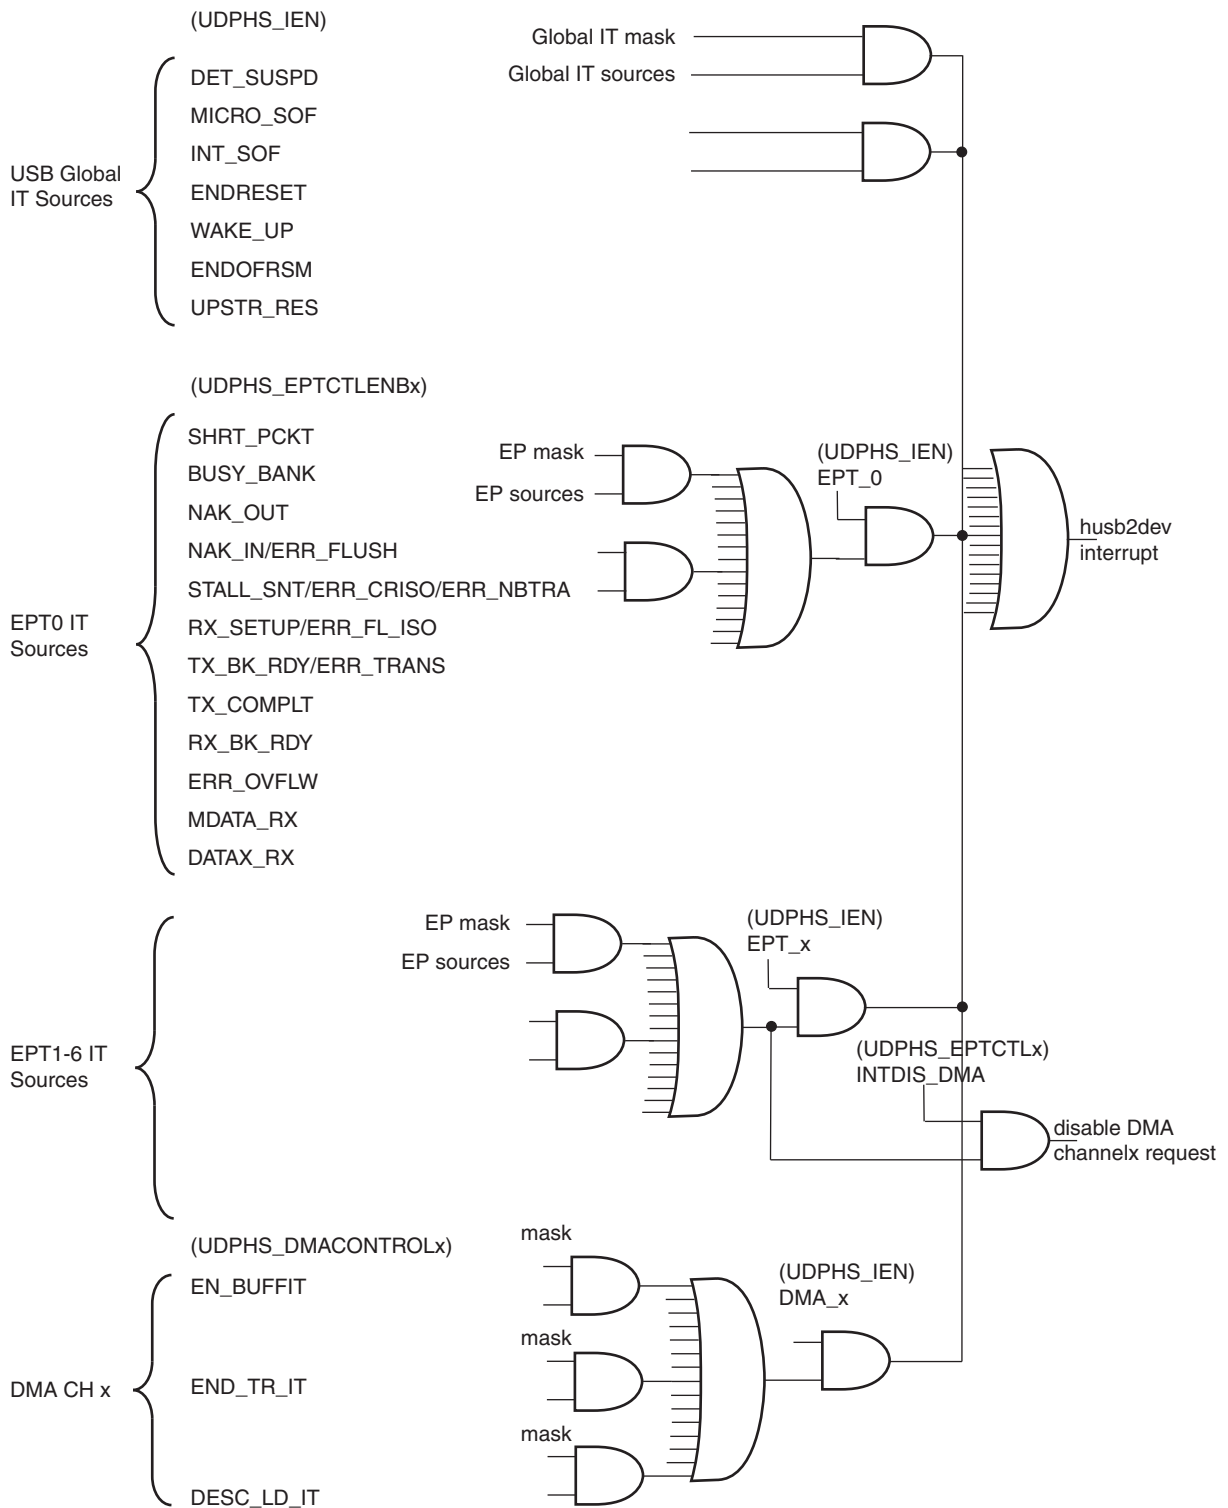 (UDPHS_IEN)
Global IT mask
Global IT sources
DET_SUSPD
MICRO_SOF
INT_SOF
USB Global
IT Sources
ENDRESET
WAKE_UP
ENDOFRSM
UPSTR_RES
(UDPHS_EPTCTLENBx)
SHRT_PCKT
BUSY_BANK
NAK_OUT
NAK_IN/ERR_FLUSH
STALL_SNT/ERR_CRISO/ERR_NBTRA
EPT0 IT
Sources
RX_SETUP/ERR_FL_ISO
TX_BK_RDY/ERR_TRANS
TX_COMPLT
RX_BK_RDY
ERR_OVFLW
MDATA_RX
DATAX_RX
EP mask
EP sources
(UDPHS_IEN)
EPT_0
husb2dev
interrupt
EPT1-6 IT
Sources
EP mask
EP sources
(UDPHS_IEN)
EPT_x
(UDPHS_EPTCTLx)
INTDIS_DMA
disable DMA
channelx request
(UDPHS_DMACONTROLx)
EN_BUFFIT
DMA CH x
END_TR_IT
DESC_LD_IT
mask
mask
mask
(UDPHS_IEN)
DMA_x